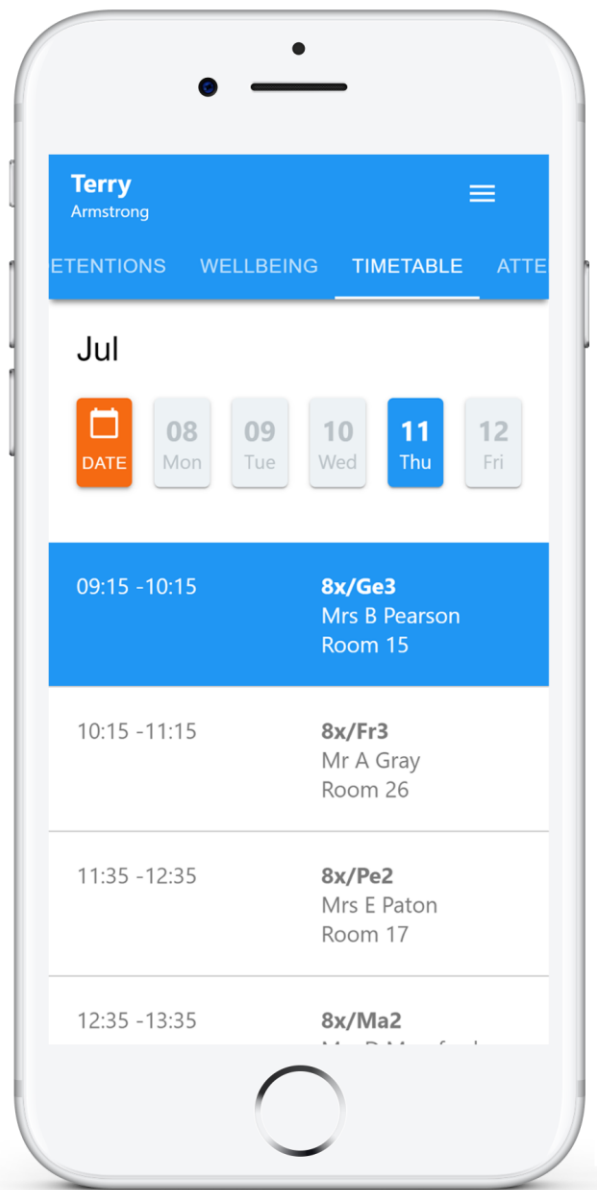 Terry
Armstrong
ETENTIONS WELLBEING TIMETABLE ATTE
Jul
DATE
08 Mon
09 Tue
10 Wed
11 Thu
12 Fri
09:15 -10:15
8x/Ge3
Mrs B Pearson
Room 15
10:15 -11:15
8x/Fr3
Mr A Gray
Room 26
11:35 -12:35
8x/Pe2
Mrs E Paton
Room 17
12:35 -13:35
8x/Ma2